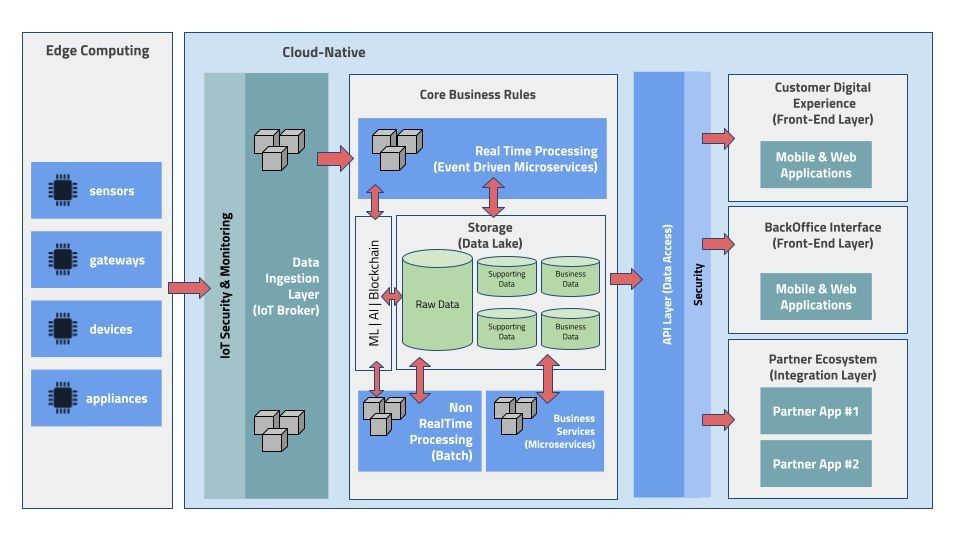 Edge Computing
sensors
gateways
devices
appliances
Cloud-Native
IoT Security & Monitoring
Data
Ingestion
Layer
(IoT Broker)
Core Business Rules
Real Time Processing
(Event Driven Microservices)
ML | AI | Blockchain
Storage
(Data Lake)
Raw Data
Supporting
Data
Business
Data
Supporting
Data
Business
Data
Non
RealTime
Processing
(Batch)
Business
Services
(Microservices)
API Layer (Data Access)
Security
Customer Digital
Experience
(Front-End Layer)
Mobile & Web
Applications
BackOffice Interface
(Front-End Layer)
Mobile & Web
Applications
Partner Ecosystem
(Integration Layer)
Partner App #1
Partner App #2